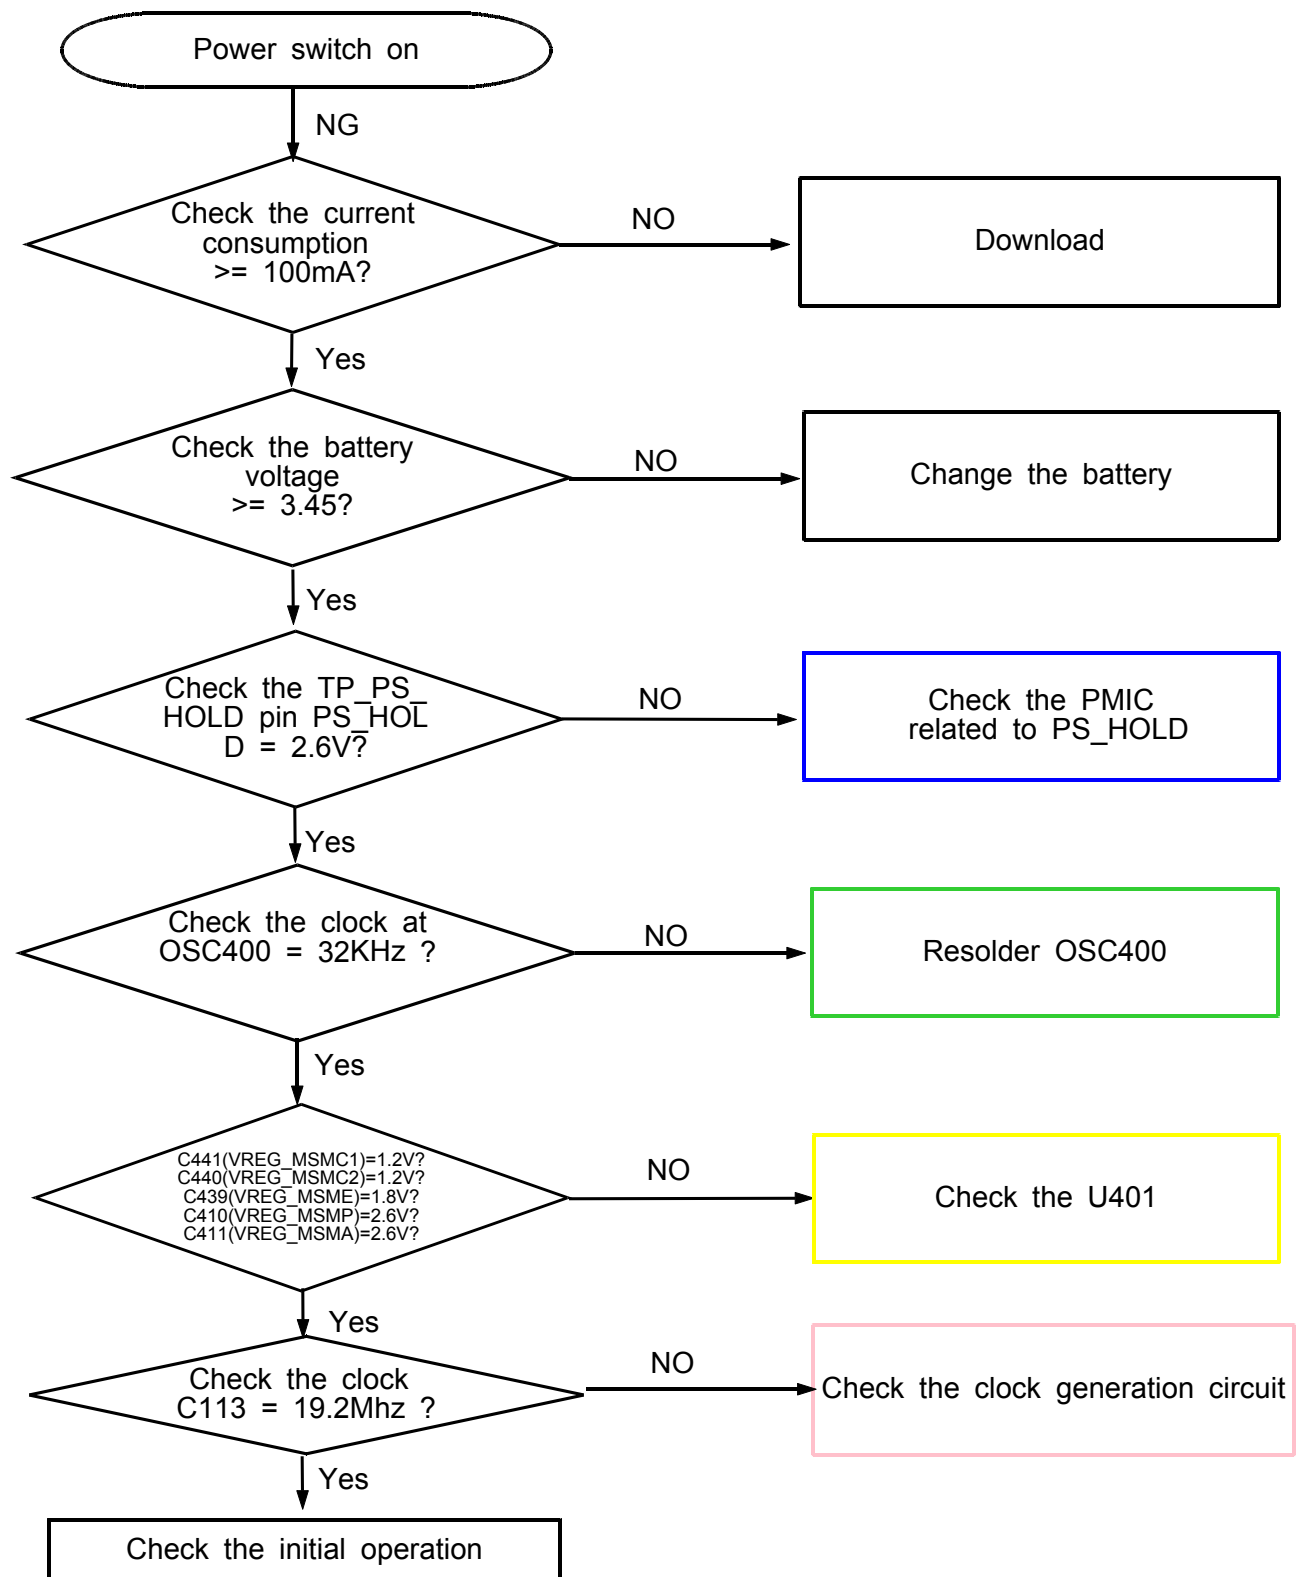 Power switch on
NG
Check the current
consumption
>= 100mA?
NO
Download
Yes
Check the battery
voltage
>= 3.45?
NO
Change the battery
Yes
Check the TP_PS_
HOLD pin PS_HOL
D = 2.6V?
NO
Check the PMIC
related to PS_HOLD
Yes
Check the clock at
OSC400 = 32KHz ?
NO
Resolder OSC400
Yes
C441(VREG_MSMC1)=1.2V?
C440(VREG_MSMC2)=1.2V?
C439(VREG_MSME)=1.8V?
C410(VREG_MSMP)=2.6V?
C411(VREG_MSMA)=2.6V?
NO
Check the U401
Yes
Check the clock
C113 = 19.2Mhz ?
NO
Check the clock generation circuit
Yes
Check the initial operation